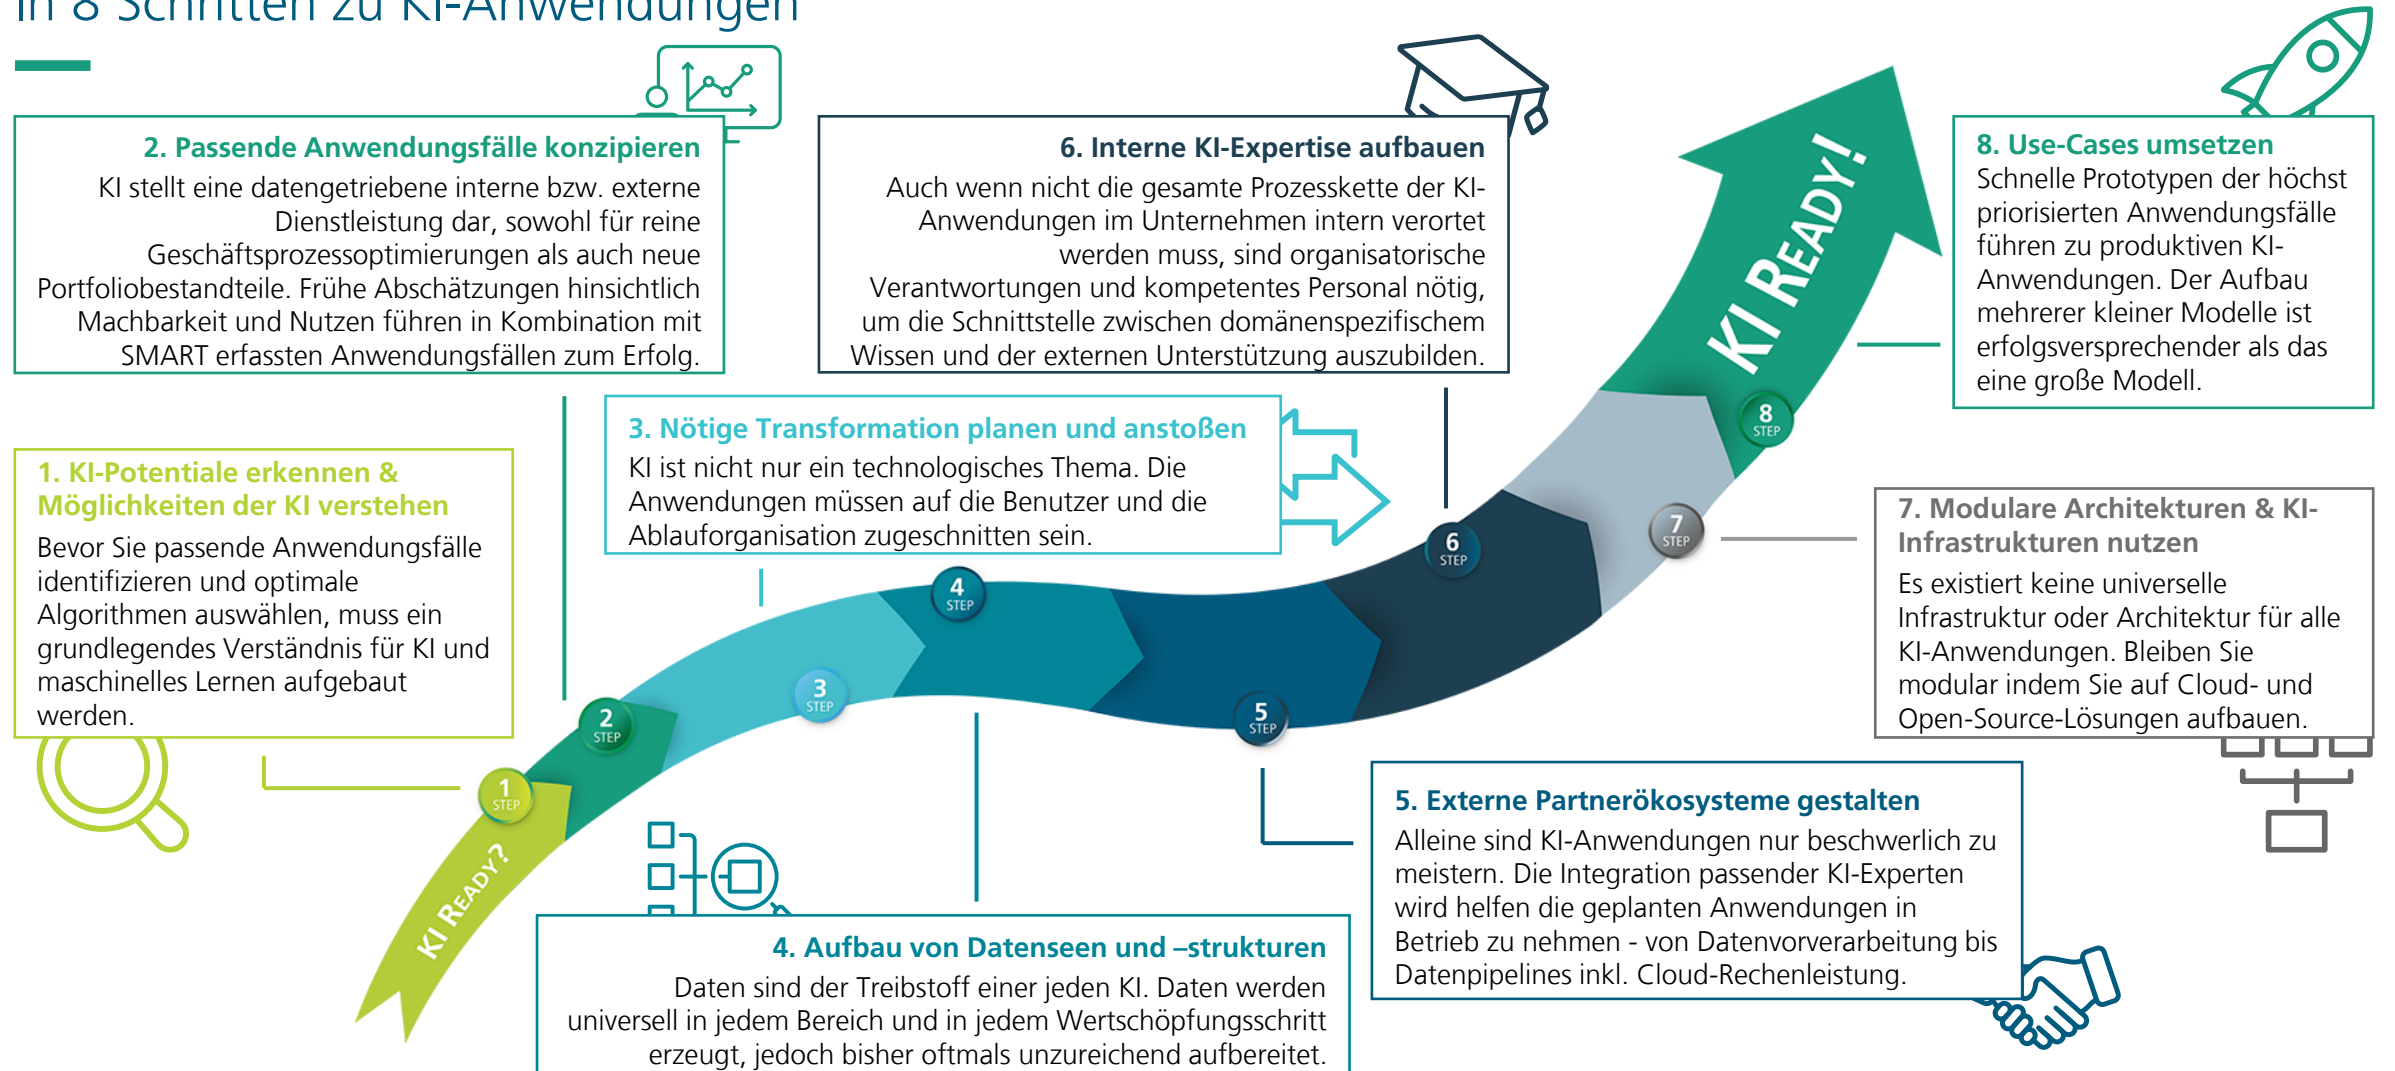 In 8 Schritten zu KI-Anwendungen
2. Passende Anwendungsfälle konzipieren
KI stellt eine datengetriebene interne bzw. externe
Dienstleistung dar, sowohl für reine
Geschäftsprozessoptimierungen als auch neue
Portfoliobestandteile. Frühe Abschätzungen hinsichtlich
Machbarkeit und Nutzen führen in Kombination mit
SMART erfassten Anwendungsfällen zum Erfolg.
6. Interne KI-Expertise aufbauen
Auch wenn nicht die gesamte Prozesskette der KI-
Anwendungen im Unternehmen intern verortet
werden muss, sind organisatorische
Verantwortungen und kompetentes Personal nötig,
um die Schnittstelle zwischen domänenspezifischem
Wissen und der externen Unterstützung auszubilden.
8. Use-Cases umsetzen
Schnelle Prototypen der höchst
priorisierten Anwendungsfälle
führen zu produktiven KI-
Anwendungen. Der Aufbau
mehrerer kleiner Modelle ist
erfolgsversprechender als das
eine große Modell.
KI READY!
8
STEP
3. Nötige Transformation planen und anstoßen
KI ist nicht nur ein technologisches Thema. Die
Anwendungen müssen auf die Benutzer und die
Ablauforganisation zugeschnitten sein.
1. KI-Potentiale erkennen &
Möglichkeiten der KI verstehen
Bevor Sie passende Anwendungsfälle
identifizieren und optimale
Algorithmen auswählen, muss ein
grundlegendes Verständnis für KI und
maschinelles Lernen aufgebaut
werden.
7. Modulare Architekturen & KI-
Infrastrukturen nutzen
Es existiert keine universelle
Infrastruktur oder Architektur für alle
KI-Anwendungen. Bleiben Sie
modular indem Sie auf Cloud- und
Open-Source-Lösungen aufbauen.
7
STEP
6
STEP
4
STEP
3
STEP
5
STEP
2
STEP
1
STEP
KI READY?
5. Externe Partnerökosysteme gestalten
Alleine sind KI-Anwendungen nur beschwerlich zu
meistern. Die Integration passender KI-Experten
wird helfen die geplanten Anwendungen in
Betrieb zu nehmen - von Datenvorverarbeitung bis
Datenpipelines inkl. Cloud-Rechenleistung.
4. Aufbau von Datenseen und –strukturen
Daten sind der Treibstoff einer jeden KI. Daten werden
universell in jedem Bereich und in jedem Wertschöpfungsschritt
erzeugt, jedoch bisher oftmals unzureichend aufbereitet.